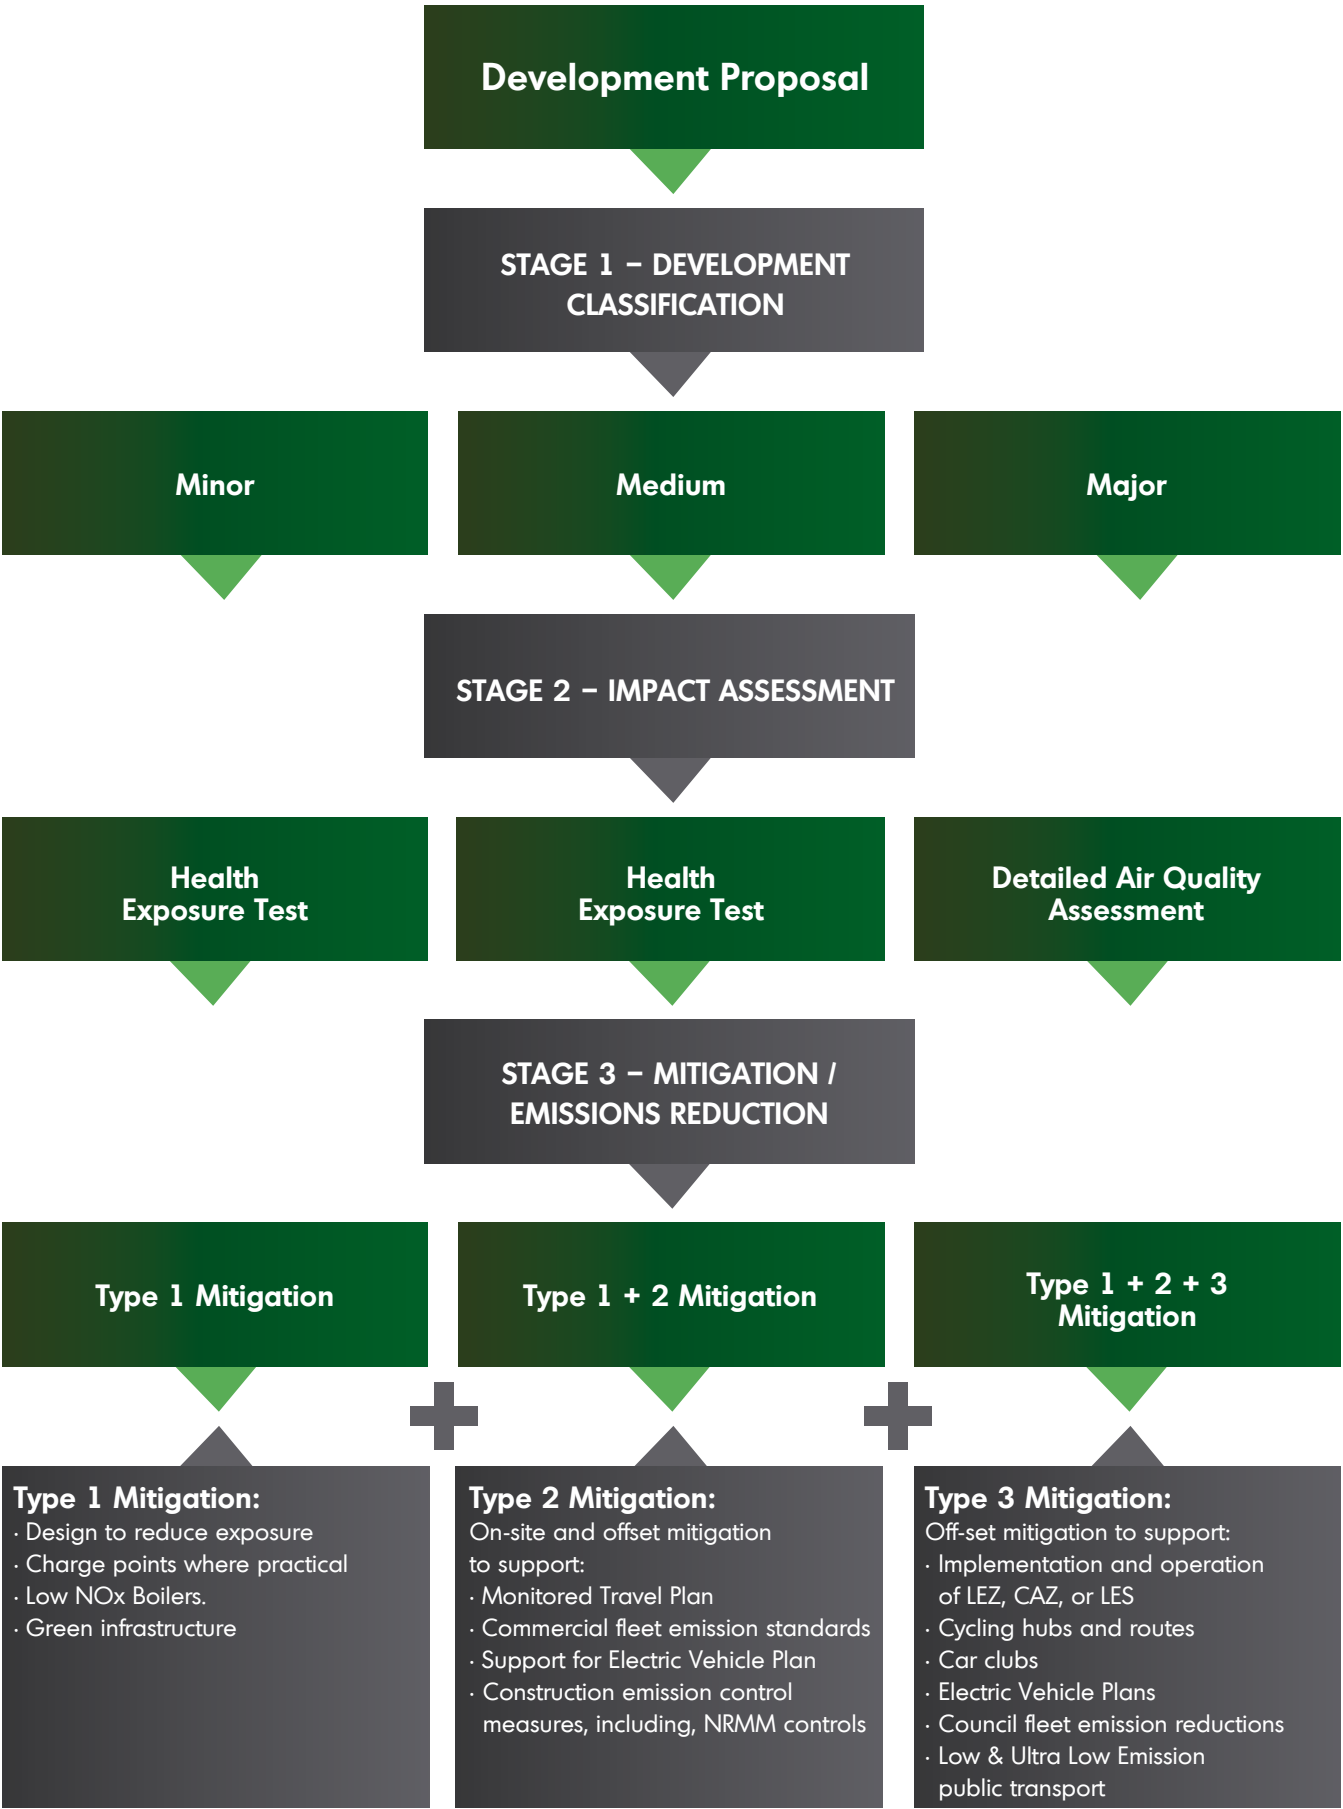 Development Proposal
STAGE 1 – DEVELOPMENT
CLASSIFICATION
Minor
Medium
Major
STAGE 2 – IMPACT ASSESSMENT
Health
Exposure Test
Health
Exposure Test
Detailed Air Quality
Assessment
STAGE 3 – MITIGATION /
EMISSIONS REDUCTION
Type 1 Mitigation
Type 1 + 2 Mitigation
Type 1 + 2 + 3
Mitigation
Type 1 Mitigation:
· Design to reduce exposure
· Charge points where practical
· Low NOx Boilers.
· Green infrastructure
Type 2 Mitigation:
On-site and offset mitigation
to support:
· Monitored Travel Plan
· Commercial fleet emission standards
· Support for Electric Vehicle Plan
· Construction emission control
measures, including, NRMM controls
Type 3 Mitigation:
Off-set mitigation to support:
· Implementation and operation
of LEZ, CAZ, or LES
· Cycling hubs and routes
· Car clubs
· Electric Vehicle Plans
· Council fleet emission reductions
· Low & Ultra Low Emission
public transport